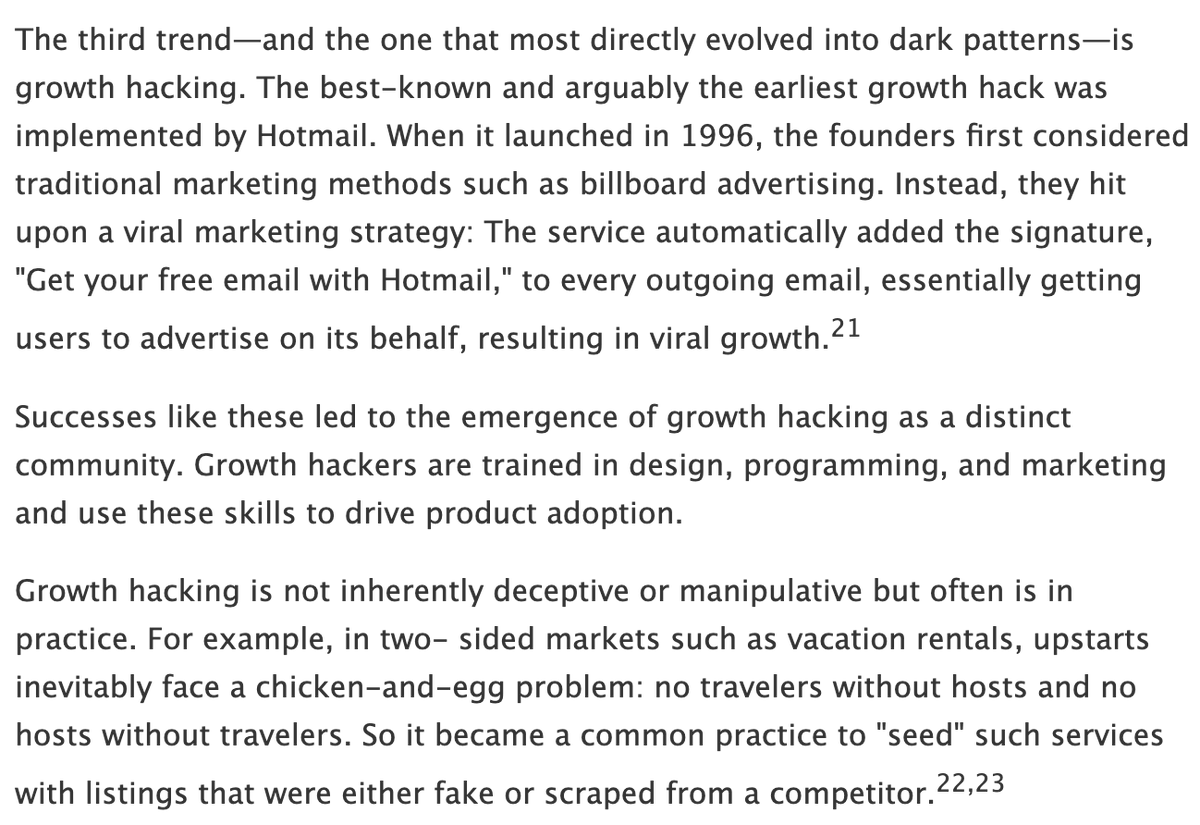 The third trend—and the one that most directly evolved into dark patterns—is
growth hacking. The best-known and arguably the earliest growth hack was
implemented by Hotmail. When it launched in 1996, the founders first considered
traditional marketing methods such as billboard advertising. Instead, they hit
upon a viral marketing strategy: The service automatically added the signature,
"Get your free email with Hotmail," to every outgoing email, essentially getting
users to advertise on its behalf, resulting in viral growth.21
Successes like these led to the emergence of growth hacking as a distinct
community. Growth hackers are trained in design, programming, and marketing
and use these skills to drive product adoption.
Growth hacking is not inherently deceptive or manipulative but often is in
practice. For example, in two- sided markets such as vacation rentals, upstarts
inevitably face a chicken-and-egg problem: no travelers without hosts and no
hosts without travelers. So it became a common practice to "seed" such services
with listings that were either fake or scraped from a competitor.22,23